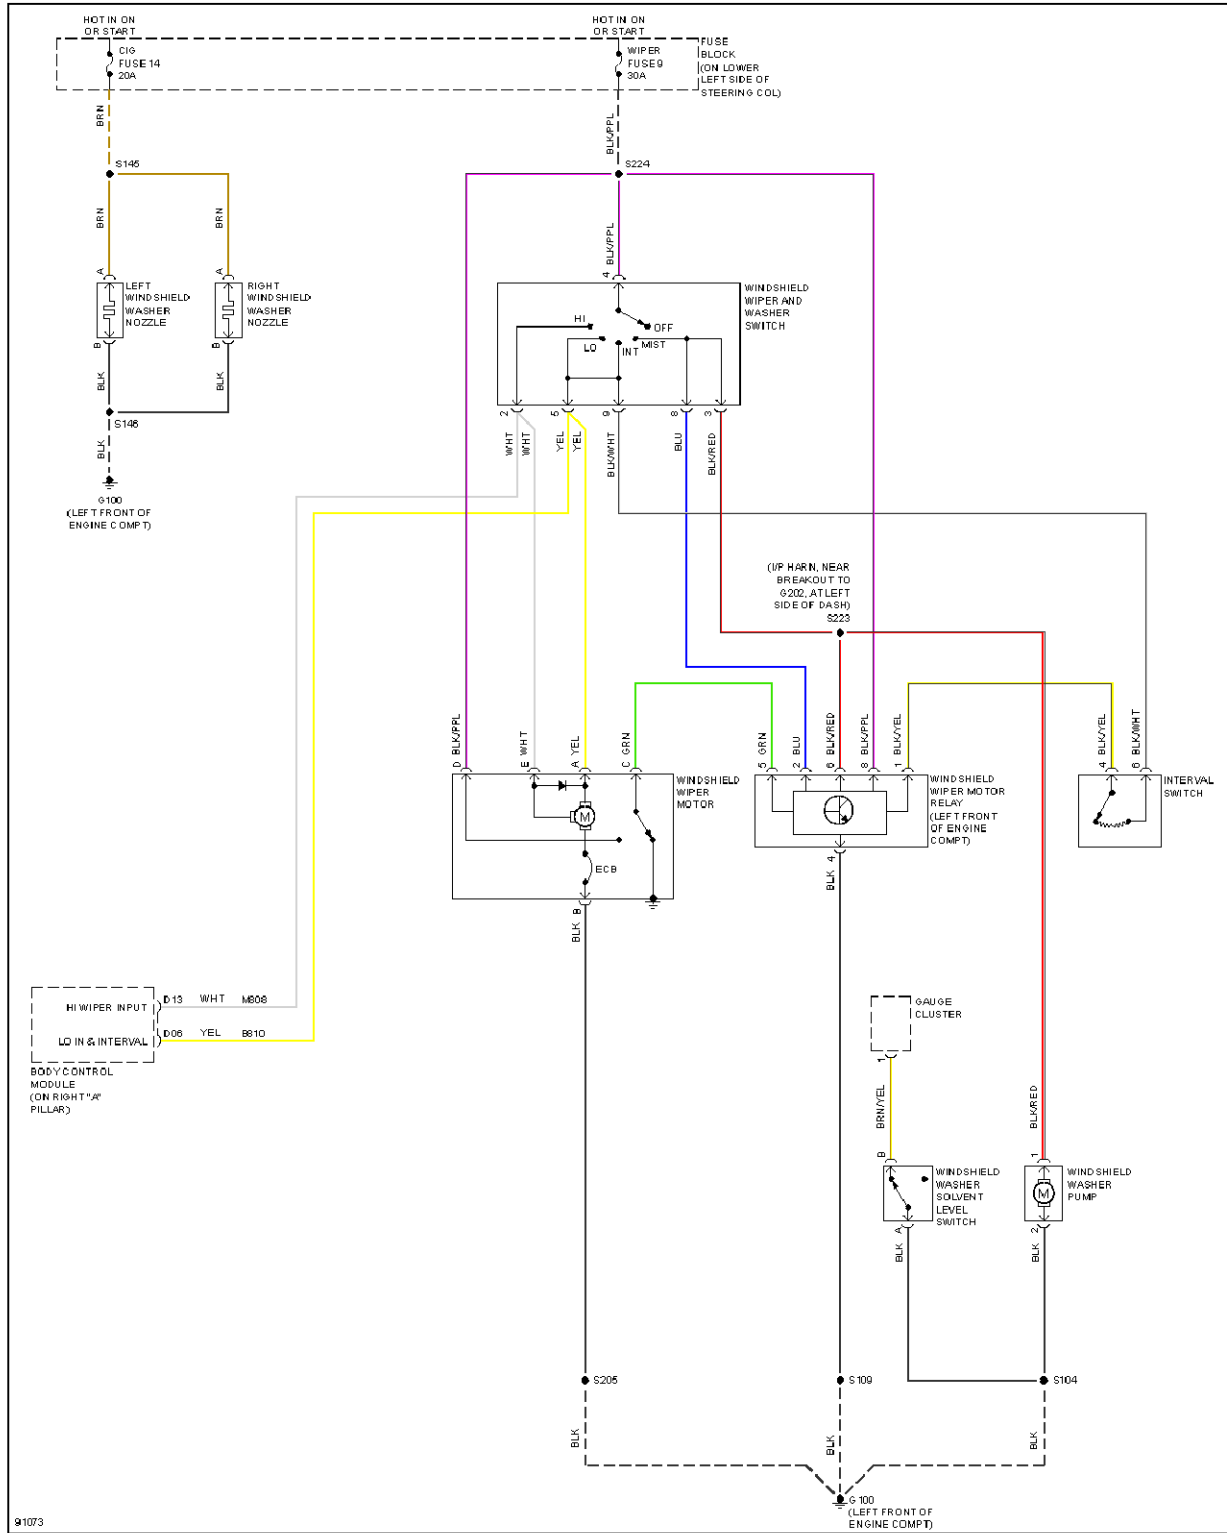 HOT IN ON
OR START
HOT IN ON
OR START
CIG
FUSE 14
20A
WIPER
FUSE 9
30A
FUSE
BLOCK
(ON LOWER
LEFT SIDE OF
STEERING COL)
BRN
BLK/PPL
S145
S224
BRN
BRN
BLK/PPL
A
A
4
LEFT
WINDSHIELD
WASHER
NOZZLE
RIGHT
WINDSHIELD
WASHER
NOZZLE
WINDSHIELD
WIPER AND
WASHER
SWITCH
HI
OFF
LO
INT
MIST
B
B
BLK
BLK
2
5
9
8
3
S146
WHT
WHT
YEL
YEL
BLK/WHT
BLU
BLK/RED
BLK
G100
(LEFT FRONT OF
ENGINE COMPT)
(I/P HARN, NEAR
BREAKOUT TO
G202, AT LEFT
SIDE OF DASH)
S223
D BLK/PPL
E WHT
A YEL
C GRN
5 GRN
2 BLU
6 BLK/RED
8 BLK/PPL
1 BLK/YEL
4 BLK/YEL
6 BLK/WHT
WINDSHIELD
WIPER
MOTOR
WINDSHIELD
WIPER MOTOR
RELAY
(LEFT FRONT
OF ENGINE
COMPT)
INTERVAL
SWITCH
M
ECB
BLK B
BLK 4
HI WIPER INPUT
D13 WHT M808
LO IN & INTERVAL
D06 YEL B810
BODY CONTROL
MODULE
(ON RIGHT "A"
PILLAR)
GAUGE
CLUSTER
1
BRN/YEL
BLK/RED
B
1
WINDSHIELD
WASHER
SOLVENT
LEVEL
SWITCH
M
WINDSHIELD
WASHER
PUMP
A
2
BLK
BLK
S205
S109
S104
BLK
BLK
BLK
G100
(LEFT FRONT OF
ENGINE COMPT)
91073